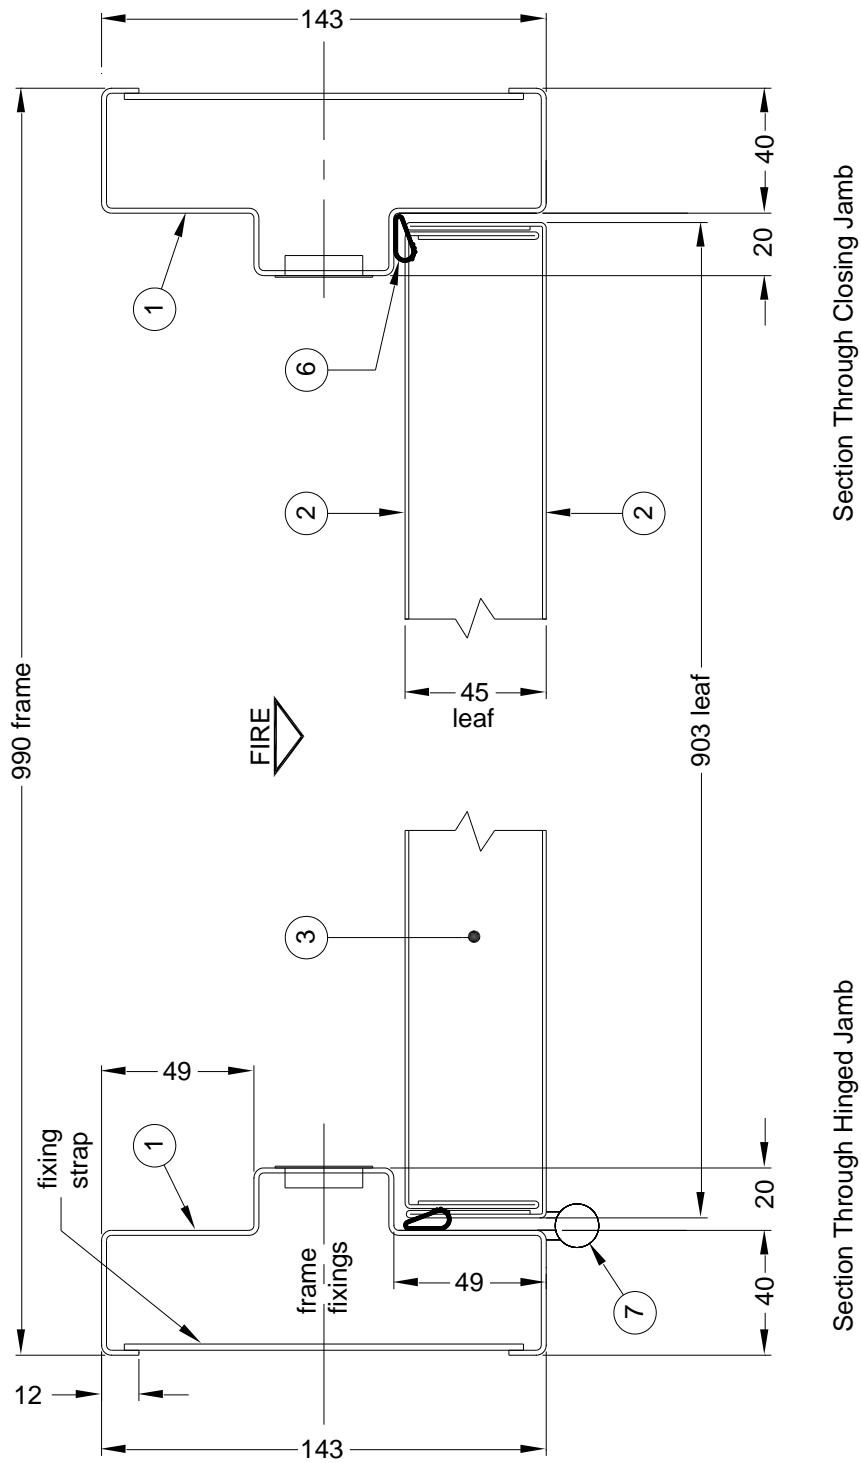 143
990 frame
40
20
1
6
2
2
45
leaf
903 leaf
FIRE
3
49
fixing
strap
1
frame
fixings
49
20
40
7
12
143
Section Through Closing Jamb
Section Through Hinged Jamb